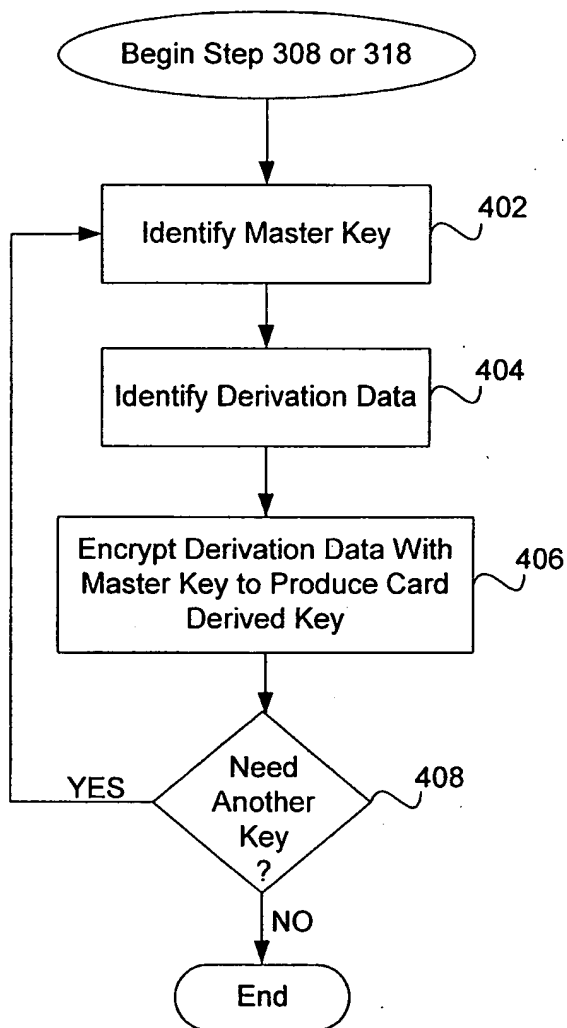 Begin Step 308 or 318
Identify Master Key
402
Identify Derivation Data
404
Encrypt Derivation Data With
Master Key to Produce Card
Derived Key
406
Need
Another
Key
?
408
YES
NO
End